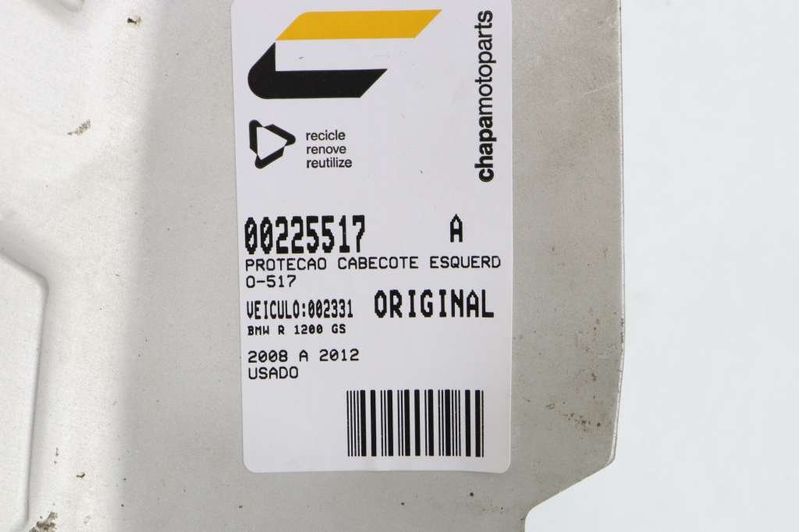 chapamotoparts
recicle
renove
reutilize
00225517 A
PROTECAO CABECOTE ESQUERD
O-517
VEICULO:002331 ORIGINAL
BMW R 1200 GS
2008 A 2012
USADO